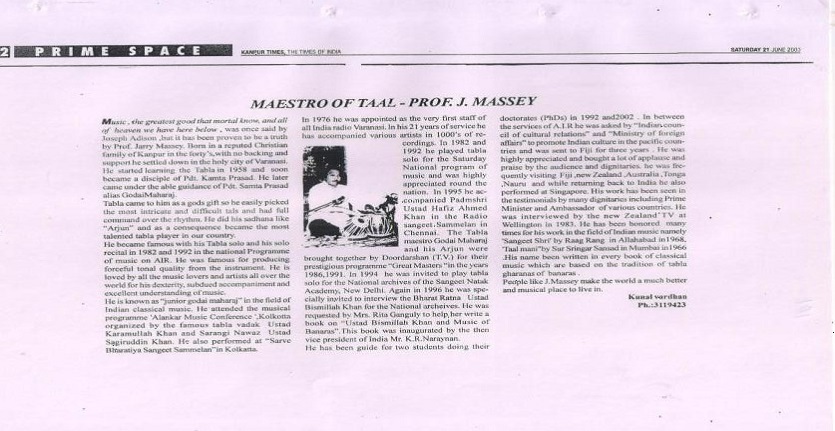 2 PRIME SPACE
KANPUR TIMES, THE TIMES OF INDIA
SATURDAY 21 JUNE 2003
MAESTRO OF TAAL - PROF. J. MASSEY
Music , the greatest good that mortal know, and all
of heaven we have here below , was once said by
Joseph Adison ,but it has been proven to be a truth
by Prof. Jarry Massey. Born in a reputed Christian
family of Kanpur in the forty's,with no backing and
support he settled down in the holy city of Varanasi.
He started learning the Tabla in 1958 and soon
became a disciple of Pdt. Kamta Prasad. He later
came under the able guidance of Pdt. Samta Prasad
alias GodaiMaharaj.
Tabla came to him as a gods gift so he easily picked
the most intricate and difficult tals and had full
command over the rhythm. He did his sadhana like
"Arjun" and as a consequence became the most
talented tabla player in our country.
He became famous with his Tabla solo and his solo
recital in 1982 and 1992 in the national Programme
of music on AIR. He was famous for producing
forceful tonal quality from the instrument. He is
loved by all the music lovers and artists all over the
world for his dexterity, subdued accompaniment and
excellent understanding of music.
He is known as "junior godai maharaj" in the field of
Indian classical music. He attended the musical
programme 'Alankar Music Conference ',Kolkotta
organized by the famous tabla vadak Ustad
Karamullah Khan and Sarangi Nawaz Ustad
Sagiruddin Khan. He also performed at "Sarve
Bharatiya Sangeet Sammelan"in Kolkatta.
In 1976 he was appointed as the very first staff of
all India radio Varanasi. In his 21 years of service he
has accompanied various artists in 1000's of re-
cordings. In 1982 and
1992 he played tabla
solo for the Saturday
National program of
music and was highly
appreciated round the
nation. In 1995 he ac-
companied Padmshri
Ustad Hafiz Ahmed
Khan in the Radio
sangeet.Sammelan in
Chennai. The Tabla
maestro Godai Maharaj
and his Arjun were
brought together by Doordarshan (T.V.) for their
prestigious programme "Great Masters "in the years
1986,1991. In 1994 he was invited to play tabla
solo for the National archives of the Sangeet Natak
Academy, New Delhi. Again in 1996 he was spe-
cially invited to interview the Bharat Ratna Ustad
Bismillah Khan for the National archeives. He was
requested by Mrs. Rita Ganguly to help,her write a
book on "Ustad Bismillah Khan and Music of
Banaras".This book was inaugurated by the then
vice president of India Mr. K.R.Naraynan.
He has been guide for two students doing their
doctorates (PhDs) in 1992 and2002 . In between
the services of A.I.R he was asked by "Indian coun-
cil of cultural relations" and "Ministry of foreign
affairs" to promote Indian culture in the pacific coun-
tries and was sent to Fiji for three years . He was
highly appreciated and bought a lot of applause and
praise by the audience and dignitaries. he was fre-
quently visiting Fiji ,new Zealand ,Australia ,Tonga
,Nauru and while returning back to India he also
performed at Singapore. His work has been seen in
the testimonials by many dignitaries including Prime
Minister and Ambassador of various countries. He
was interviewed by the new Zealand'TV at
Wellington in 1983. He has been honored many
times for his work in the field of Indian music namely
'Sangeet Shri' by Raag Rang in Allahabad in1968,
'Taal mani"by Sur Sringar Sansad in Mumbai in1966
.His name been written in every book of classical
music which are based on the tradition of tabla
gharanas of banaras .
People like J.Massey make the world a much better
and musical place to live in.
Kunal vardhan
Ph.:3119423